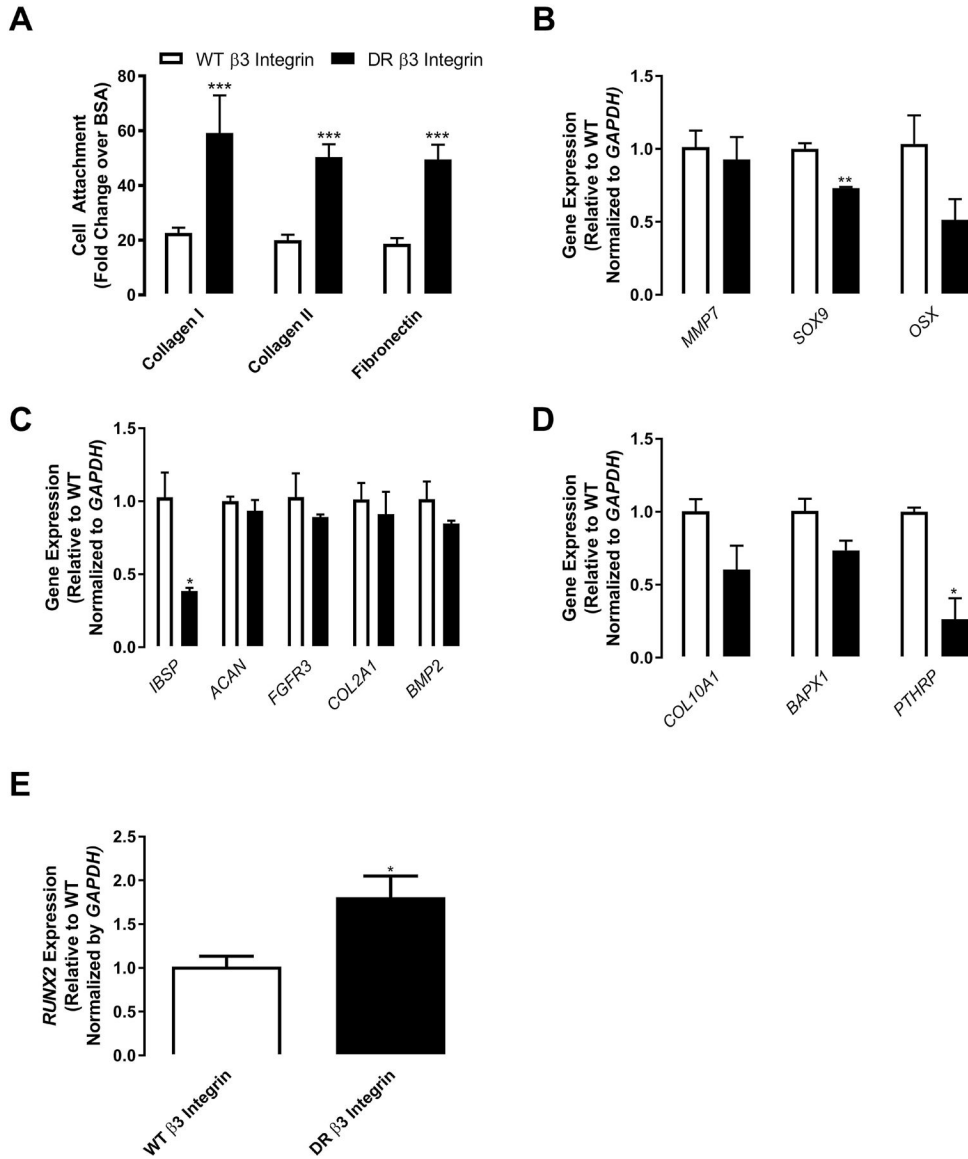 A
WT β3 Integrin DR β3 Integrin
Cell Attachment
(Fold Change over BSA)
80
60
40
20
0
***
***
***
Collagen I
Collagen II
Fibronectin
B
Gene Expression
(Relative to WT
Normalized to GAPDH)
1.5
1.0
0.5
0.0
**
MMP7
SOX9
OSX
C
Gene Expression
(Relative to WT
Normalized to GAPDH)
1.5
1.0
0.5
0.0
*
IBSP
ACAN
FGFR3
COL2A1
BMP2
D
Gene Expression
(Relative to WT
Normalized to GAPDH)
1.5
1.0
0.5
0.0
*
COL10A1
BAPX1
PTHRP
E
RUNX2 Expression
(Relative to WT
Normalized by GAPDH)
2.5
2.0
1.5
1.0
0.5
0.0
*
WT β3 Integrin
DR β3 Integrin